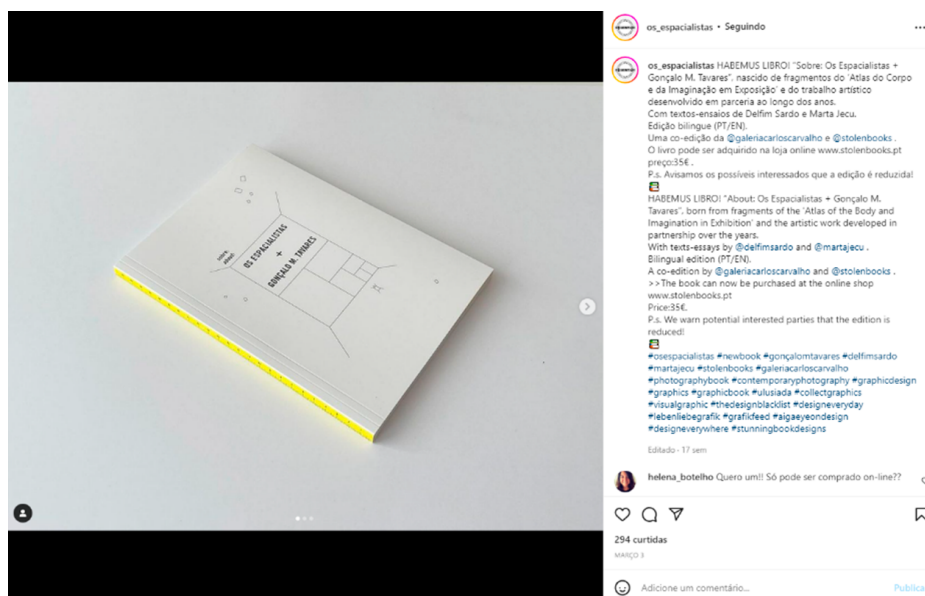 os_espacialistas • Seguindo
os_espacialistas HABEMUS LIBRO! "Sobre: Os Espacialistas +
Gonçalo M. Tavares", nascido de fragmentos do 'Atlas do Corpo
e da Imaginação em Exposição' e do trabalho artístico
desenvolvido em parceria ao longo dos anos.
Com textos-ensaios de Delfim Sardo e Marta Jecu.
Edição bilingue (PT/EN).
Uma co-edição da @galeriacarloscarvalho e @stolenbooks .
O livro pode ser adquirido na loja online www.stolenbooks.pt
preço:35€ .
P.s. Avisamos os possíveis interessados que a edição é reduzida!
HABEMUS LIBRO! "About: Os Espacialistas + Gonçalo M.
Tavares", born from fragments of the 'Atlas of the Body and
Imagination in Exhibition' and the artistic work developed in
partnership over the years.
With texts-essays by @delfimsardo and @martajecu .
Bilingual edition (PT/EN).
A co-edition by @galeriacarloscarvalho and @stolenbooks .
>>The book can now be purchased at the online shop
www.stolenbooks.pt
Price:35€.
P.s. We warn potential interested parties that the edition is
reduced!
#osespacialistas #newbook #gonçalomtavares #delfimsardo
#martajecu #stolenbooks #galeriacarloscarvalho
#photographybook #contemporaryphotography #graphicdesign
#graphics #graphicbook #ulusiada #collectgraphics
#visualgraphic #thedesignblacklist #designeveryday
#lebenliebegrafik #grafikfeed #aigaeyeondesign
#designeverywhere #stunningbookdesigns
Editado · 17 sem
helena_botelho Quero um!! Só pode ser comprado on-line??
294 curtidas
MARÇO 3
Adicione um comentário...
Publica
sobre:
about:
OS ESPACIALISTAS
+
GONÇALO M. TAVARES